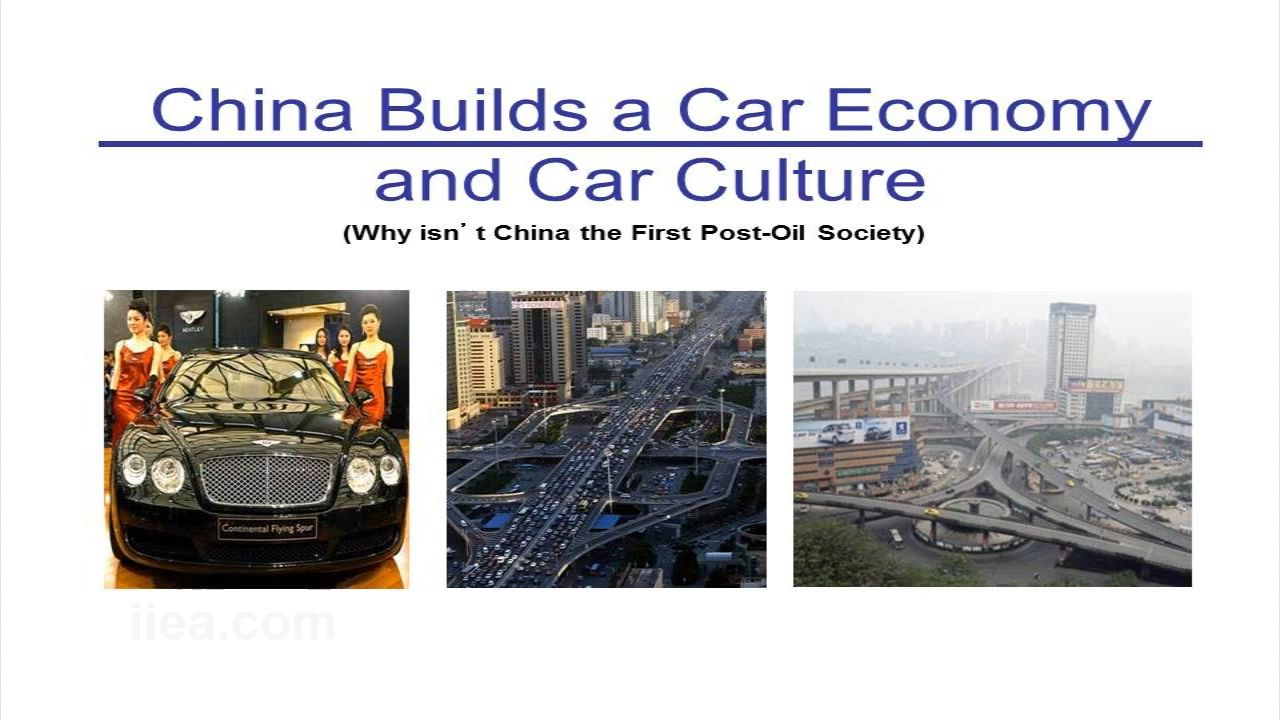 China Builds a Car Economy
and Car Culture
(Why isn’ t China the First Post-Oil Society)
BENTLEY
Continental Flying Spur
iiea.com